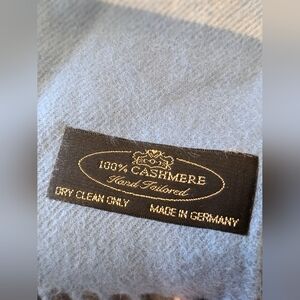 100% CASHMERE
Hand Tailored
DRY CLEAN ONLY MADE IN GERMANY